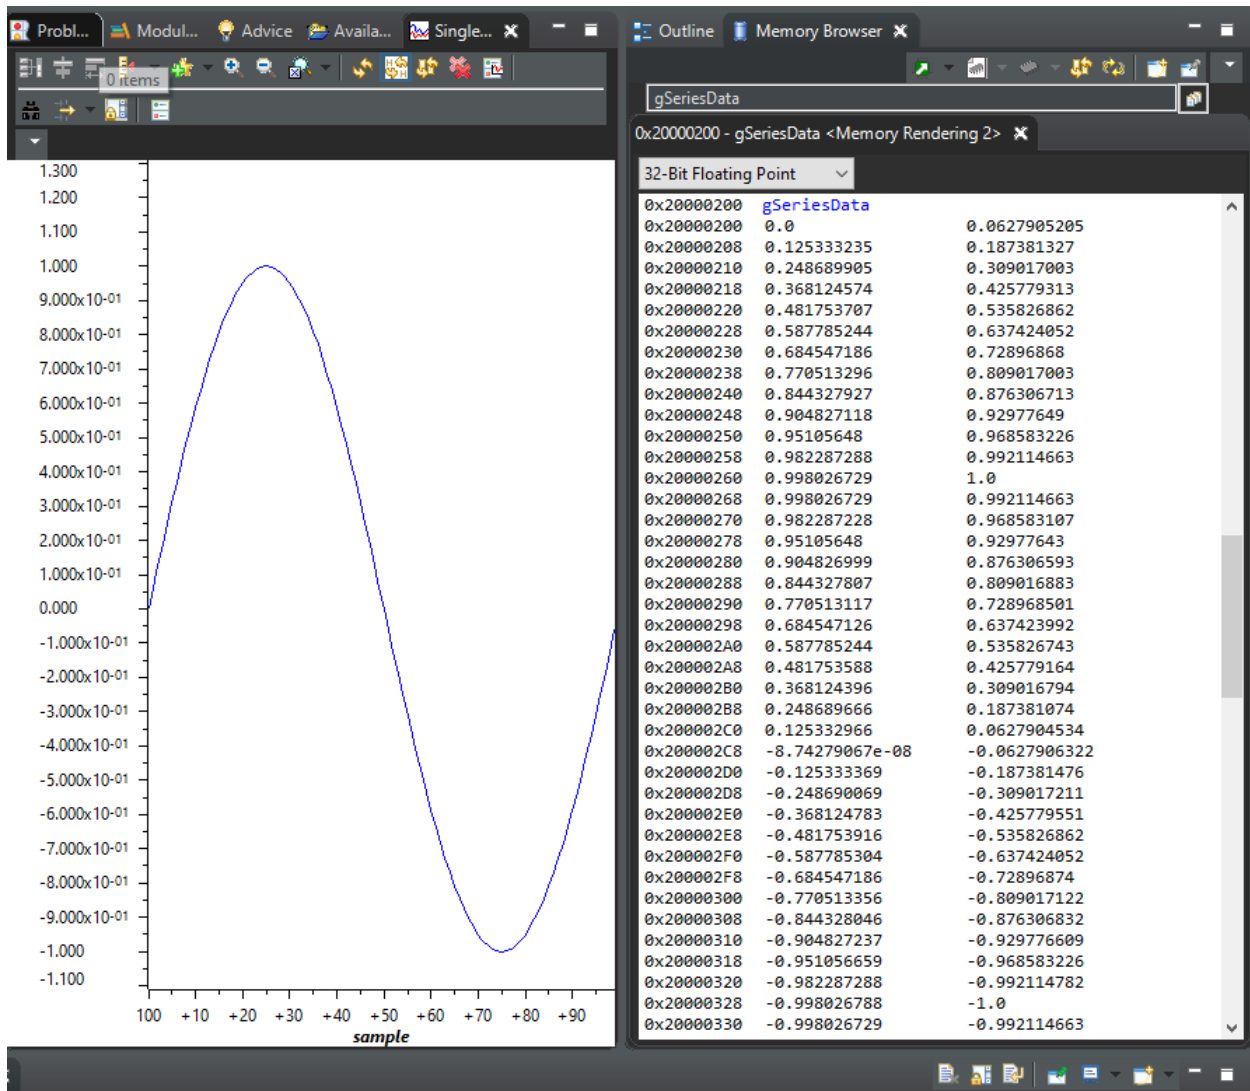 Probl... Modul... Advice Availa... Single...
0 items
1.300
1.200
1.100
1.000
9.000x10-01
8.000x10-01
7.000x10-01
6.000x10-01
5.000x10-01
4.000x10-01
3.000x10-01
2.000x10-01
1.000x10-01
0.000
-1.000x10-01
-2.000x10-01
-3.000x10-01
-4.000x10-01
-5.000x10-01
-6.000x10-01
-7.000x10-01
-8.000x10-01
-9.000x10-01
-1.000
-1.100
100 +10 +20 +30 +40 +50 +60 +70 +80 +90
sample
Outline Memory Browser
gSeriesData
0x20000200 - gSeriesData <Memory Rendering 2>
32-Bit Floating Point
0x20000200 gSeriesData
0x20000200 0.0 0.0627905205
0x20000208 0.125333235 0.187381327
0x20000210 0.248689905 0.309017003
0x20000218 0.368124574 0.425779313
0x20000220 0.481753707 0.535826862
0x20000228 0.587785244 0.637424052
0x20000230 0.684547186 0.72896868
0x20000238 0.770513296 0.809017003
0x20000240 0.844327927 0.876306713
0x20000248 0.904827118 0.92977649
0x20000250 0.95105648 0.968583226
0x20000258 0.982287288 0.992114663
0x20000260 0.998026729 1.0
0x20000268 0.998026729 0.992114663
0x20000270 0.982287228 0.968583107
0x20000278 0.95105648 0.92977643
0x20000280 0.904826999 0.876306593
0x20000288 0.844327807 0.809016883
0x20000290 0.770513117 0.728968501
0x20000298 0.684547126 0.637423992
0x200002A0 0.587785244 0.535826743
0x200002A8 0.481753588 0.425779164
0x200002B0 0.368124396 0.309016794
0x200002B8 0.248689666 0.187381074
0x200002C0 0.125332966 0.0627904534
0x200002C8 -8.74279067e-08 -0.0627906322
0x200002D0 -0.125333369 -0.187381476
0x200002D8 -0.248690069 -0.309017211
0x200002E0 -0.368124783 -0.425779551
0x200002E8 -0.481753916 -0.535826862
0x200002F0 -0.587785304 -0.637424052
0x200002F8 -0.684547186 -0.72896874
0x20000300 -0.770513356 -0.809017122
0x20000308 -0.844328046 -0.876306832
0x20000310 -0.904827237 -0.929776609
0x20000318 -0.951056659 -0.968583226
0x20000320 -0.982287288 -0.992114782
0x20000328 -0.998026788 -1.0
0x20000330 -0.998026729 -0.992114663